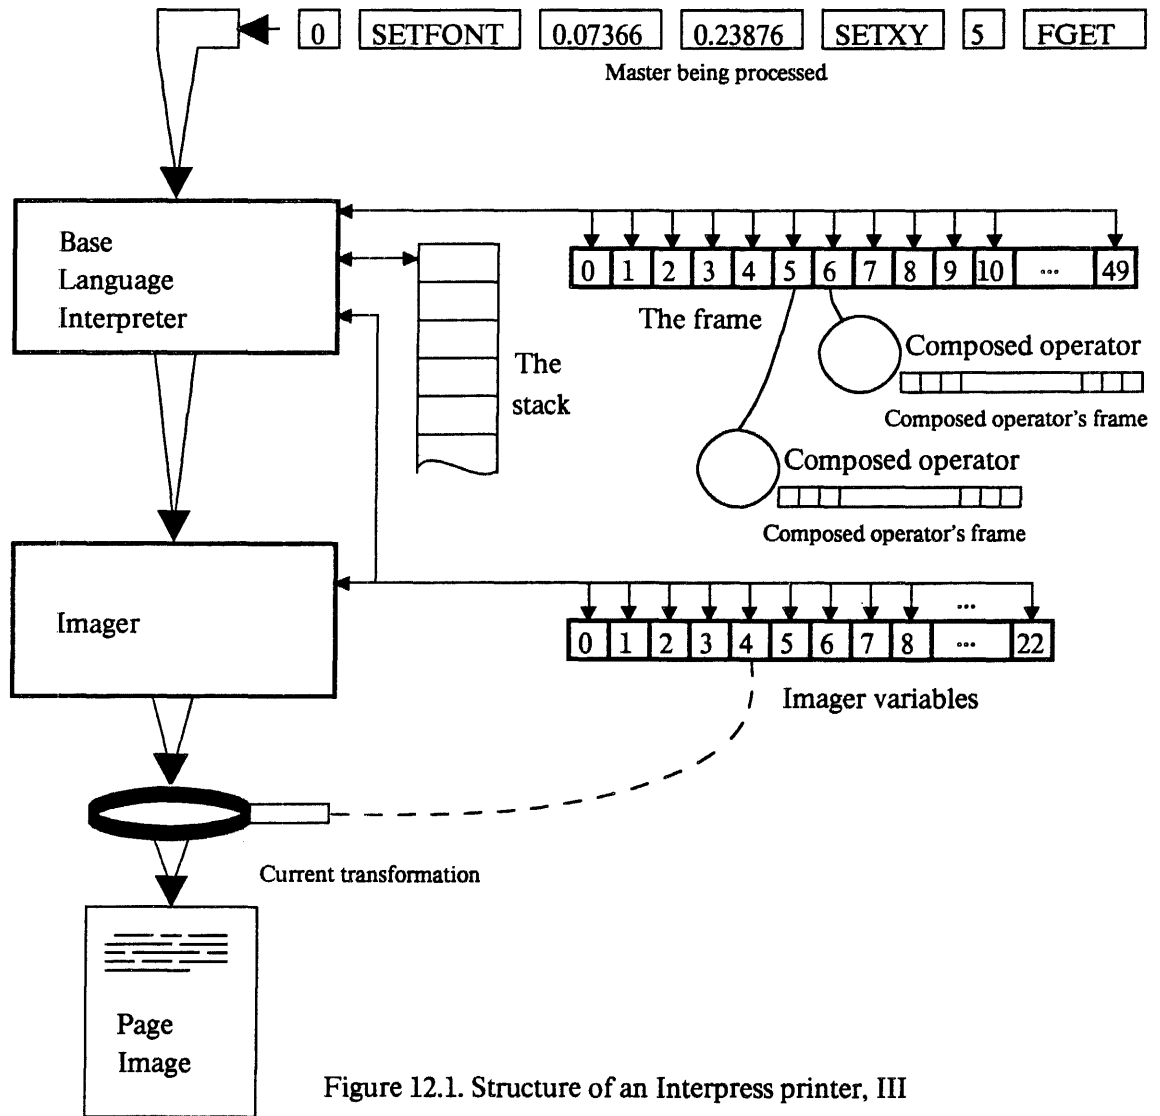 0 SETFONT 0.07366 0.23876 SETXY 5 FGET
Master being processed
Base
Language
Interpreter
0 1 2 3 4 5 6 7 8 9 10 ... 49
The frame
The
stack
Composed operator
Composed operator's frame
Composed operator
Composed operator's frame
Imager
...
0 1 2 3 4 5 6 7 8 ... 22
Imager variables
Current transformation
Page
Image
Figure 12.1. Structure of an Interpress printer, III